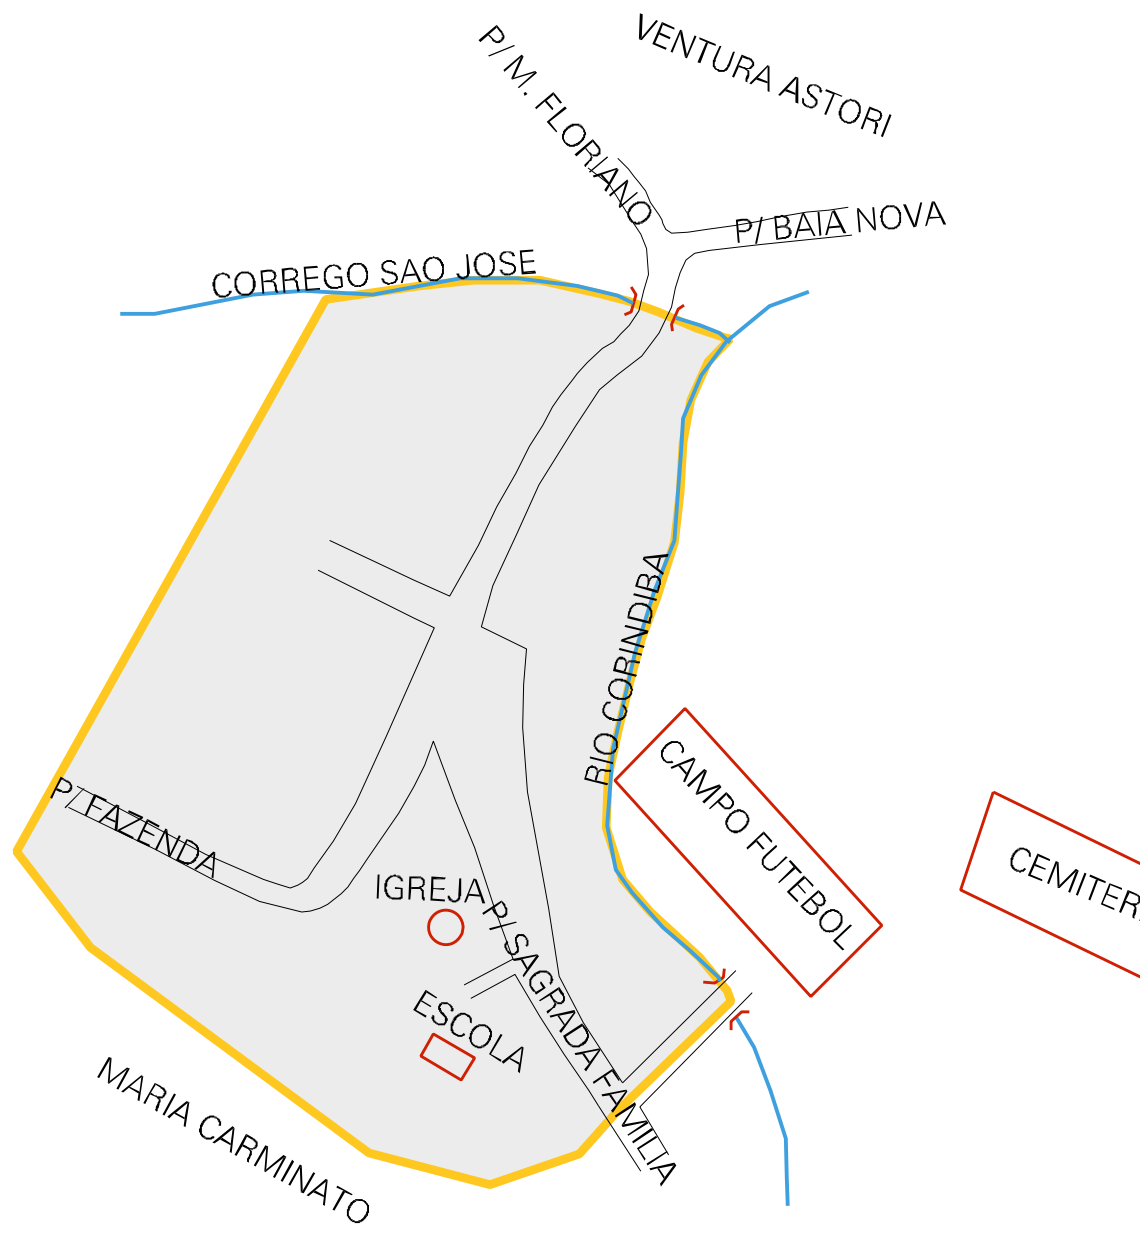 VENTURA ASTORI
P/ M. FLORIANO
P/ BAIA NOVA
CORREGO SAO JOSE
RIO CORINDIBA
CAMPO FUTEBOL
P/ FAZENDA
CEMITER
IGREJA
P/ SAGRADA FAMILIA
ESCOLA
MARIA CARMINATO